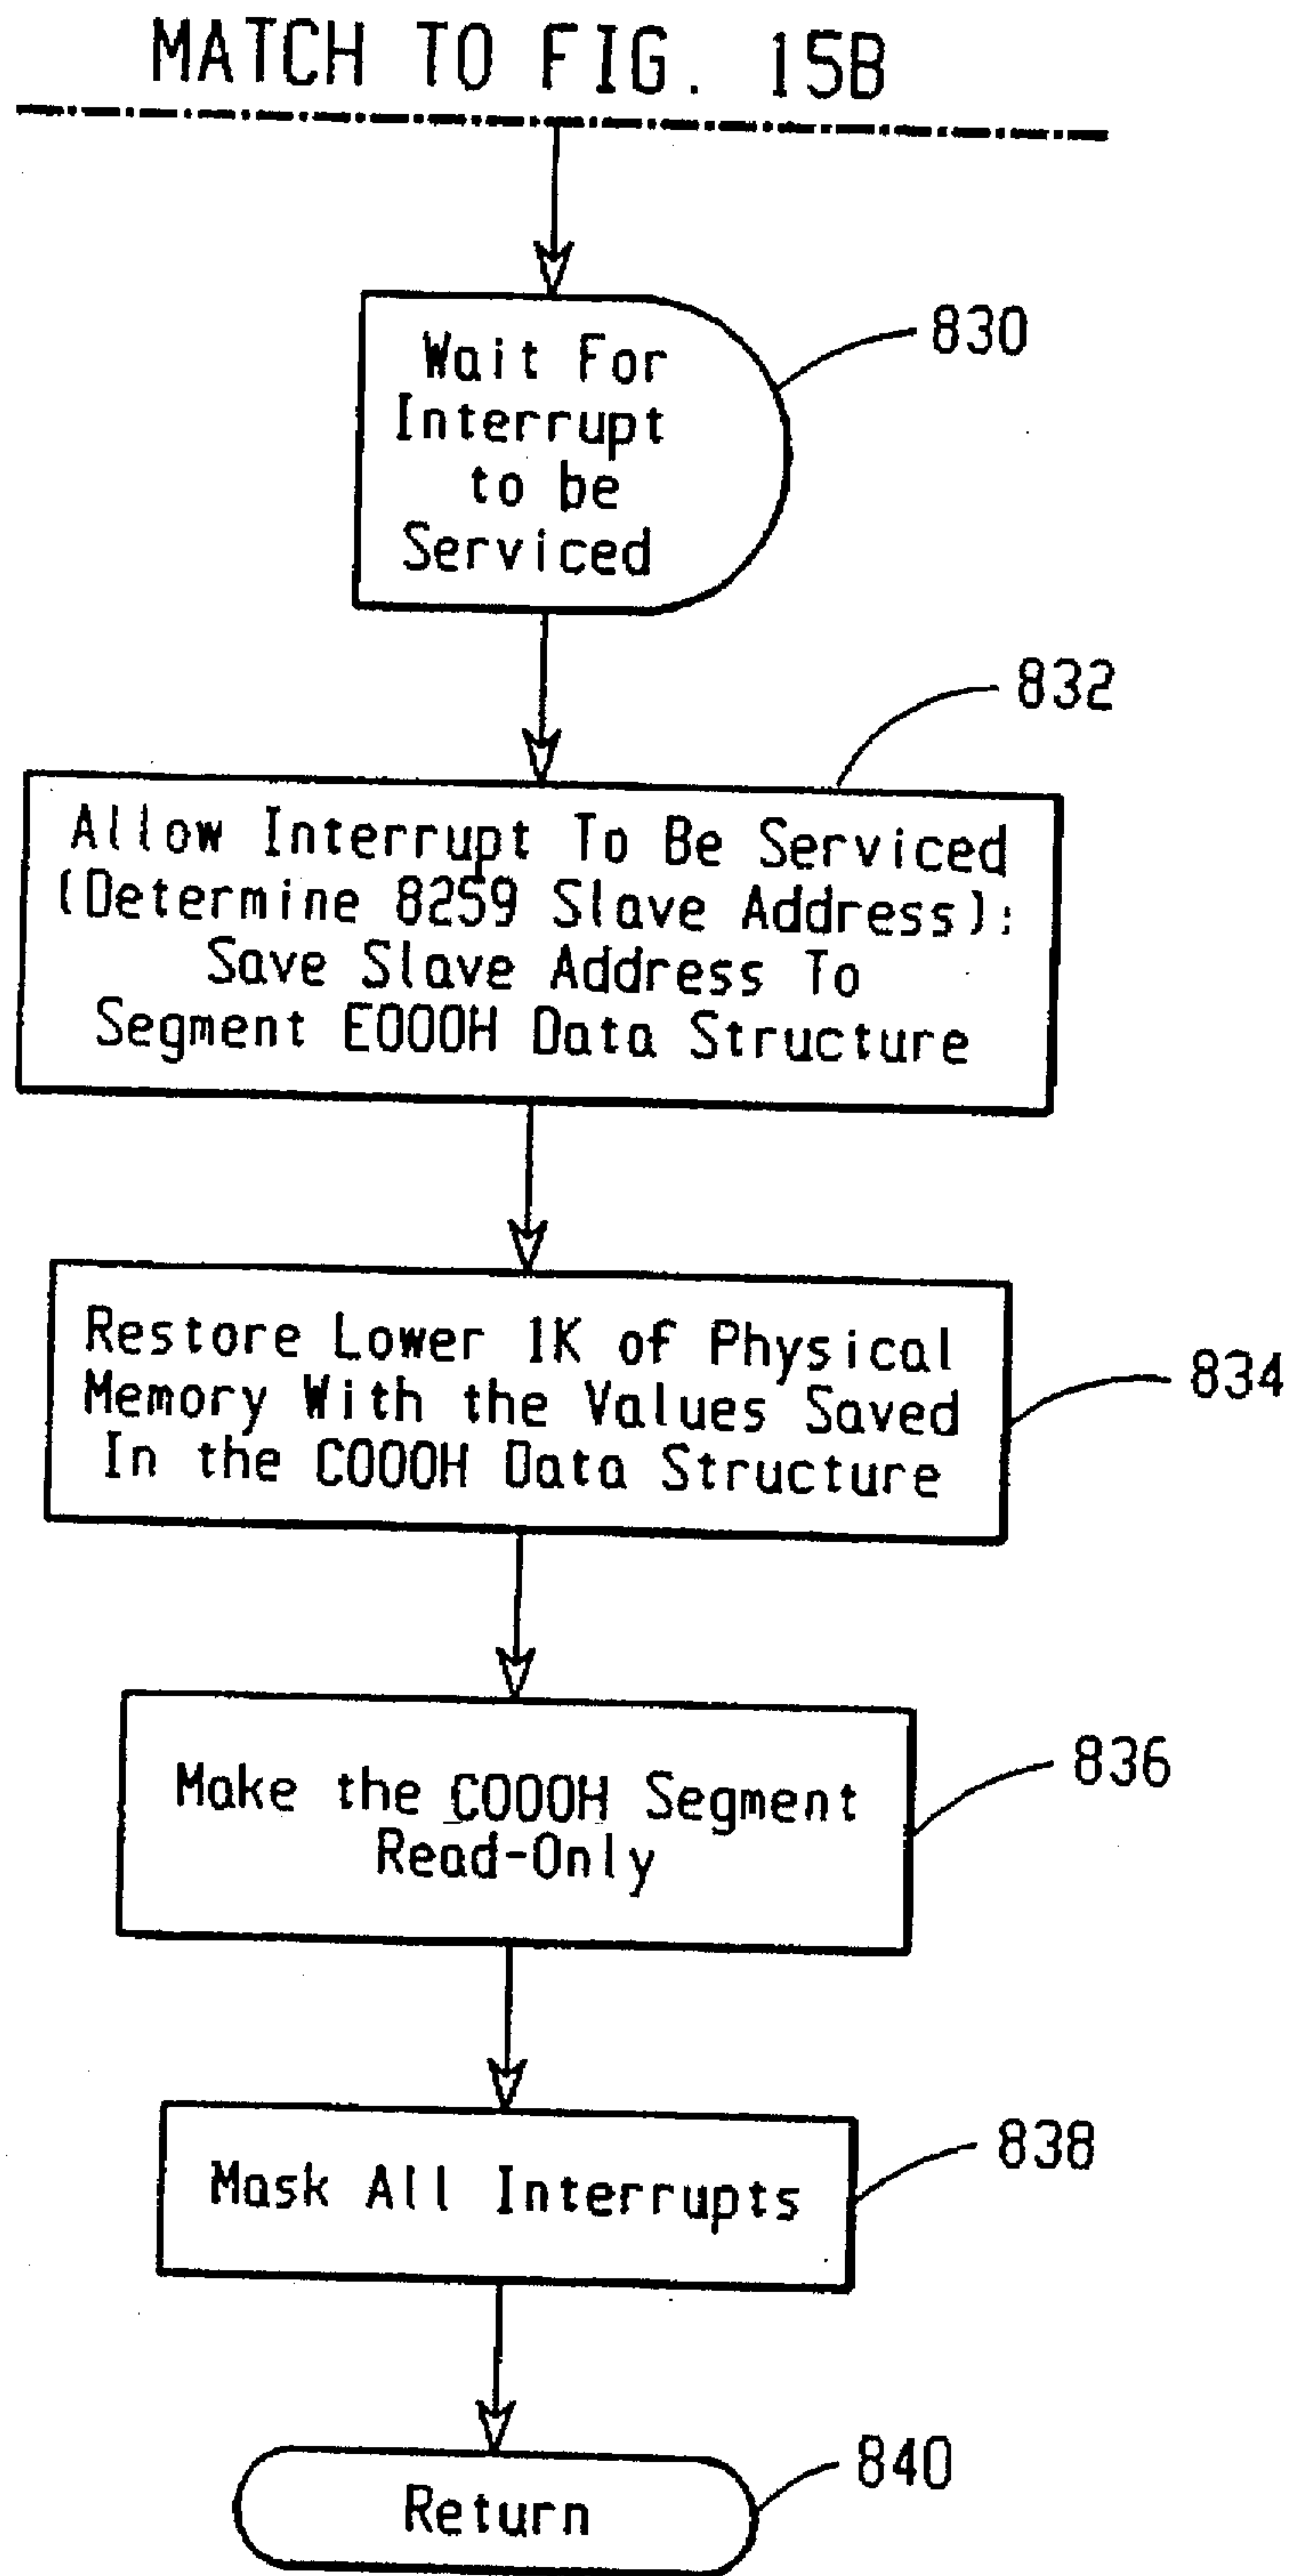 MATCH TO FIG. 15B
Wait For
Interrupt
to be
Serviced
830
832
Allow Interrupt To Be Serviced
(Determine 8259 Slave Address);
Save Slave Address To
Segment E000H Data Structure
Restore Lower 1K of Physical
Memory With the Values Saved
In the C000H Data Structure
834
Make the C000H Segment
Read-Only
836
Mask All Interrupts
838
Return
840